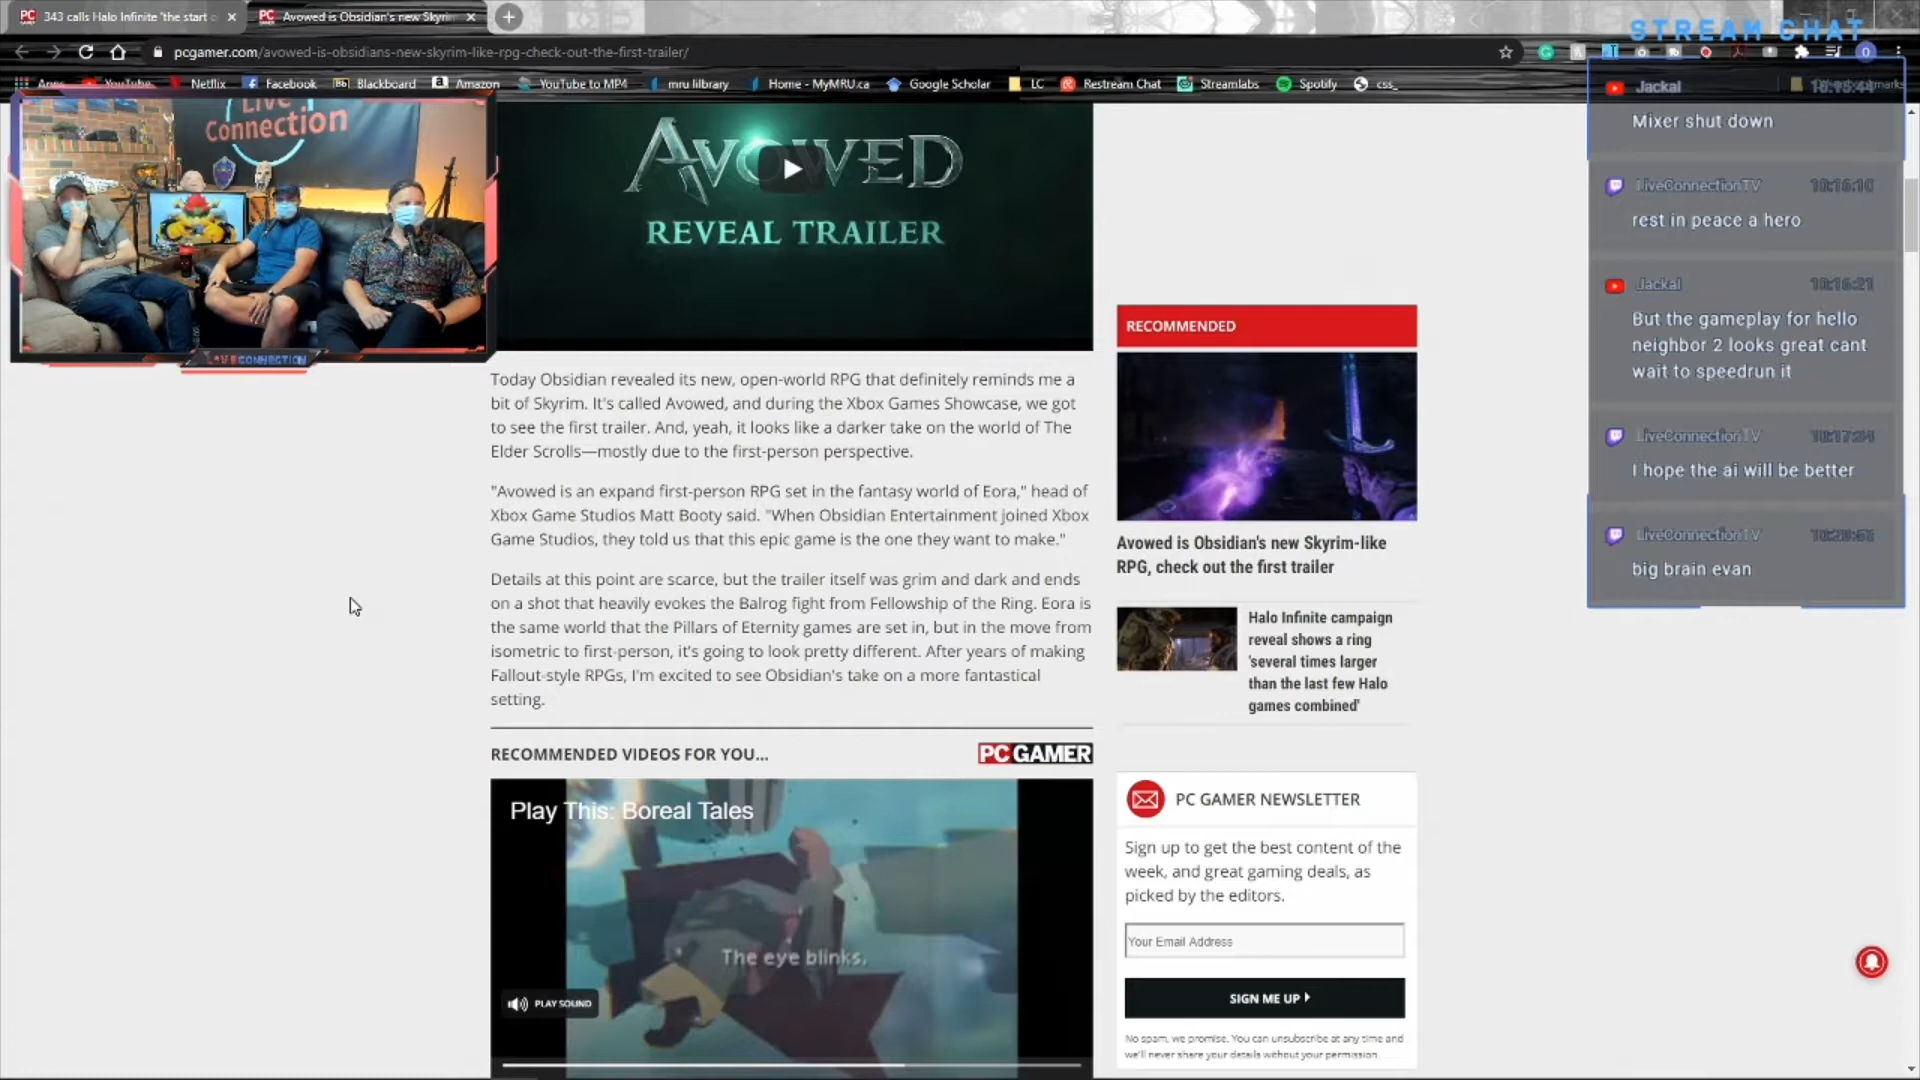 343 calls Halo Infinite 'the start o
Avowed is Obsidian's new Skyri
STREAM CHAT
pcgamer.com/avowed-is-obsidians-new-skyrim-like-rpg-check-out-the-first-trailer/
Apps YouTube Netflix Facebook Blackboard Amazon YouTube to MP4 mru lilbrary Home - MyMRU.ca Google Scholar LC Restream Chat Streamlabs Spotify css_
Live
Connection
LIVECONNECTION
AVOWED
REVEAL TRAILER
Today Obsidian revealed its new, open-world RPG that definitely reminds me a
bit of Skyrim. It's called Avowed, and during the Xbox Games Showcase, we got
to see the first trailer. And, yeah, it looks like a darker take on the world of The
Elder Scrolls—mostly due to the first-person perspective.
"Avowed is an expand first-person RPG set in the fantasy world of Eora," head of
Xbox Game Studios Matt Booty said. "When Obsidian Entertainment joined Xbox
Game Studios, they told us that this epic game is the one they want to make."
Details at this point are scarce, but the trailer itself was grim and dark and ends
on a shot that heavily evokes the Balrog fight from Fellowship of the Ring. Eora is
the same world that the Pillars of Eternity games are set in, but in the move from
isometric to first-person, it's going to look pretty different. After years of making
Fallout-style RPGs, I'm excited to see Obsidian's take on a more fantastical
setting.
RECOMMENDED VIDEOS FOR YOU...
PC GAMER
Play This: Boreal Tales
The eye blinks.
PLAY SOUND
RECOMMENDED
Avowed is Obsidian's new Skyrim-like
RPG, check out the first trailer
Halo Infinite campaign
reveal shows a ring
'several times larger
than the last few Halo
games combined'
PC GAMER NEWSLETTER
Sign up to get the best content of the
week, and great gaming deals, as
picked by the editors.
Your Email Address
SIGN ME UP
No spam, we promise. You can unsubscribe at any time and
we'll never share your details without your permission.
Jackal
Mixer shut down
LiveConnectionTV 10:16:10
rest in peace a hero
Jackal 10:16:21
But the gameplay for hello
neighbor 2 looks great cant
wait to speedrun it
LiveConnectionTV
I hope the ai will be better
LiveConnectionTV
big brain evan